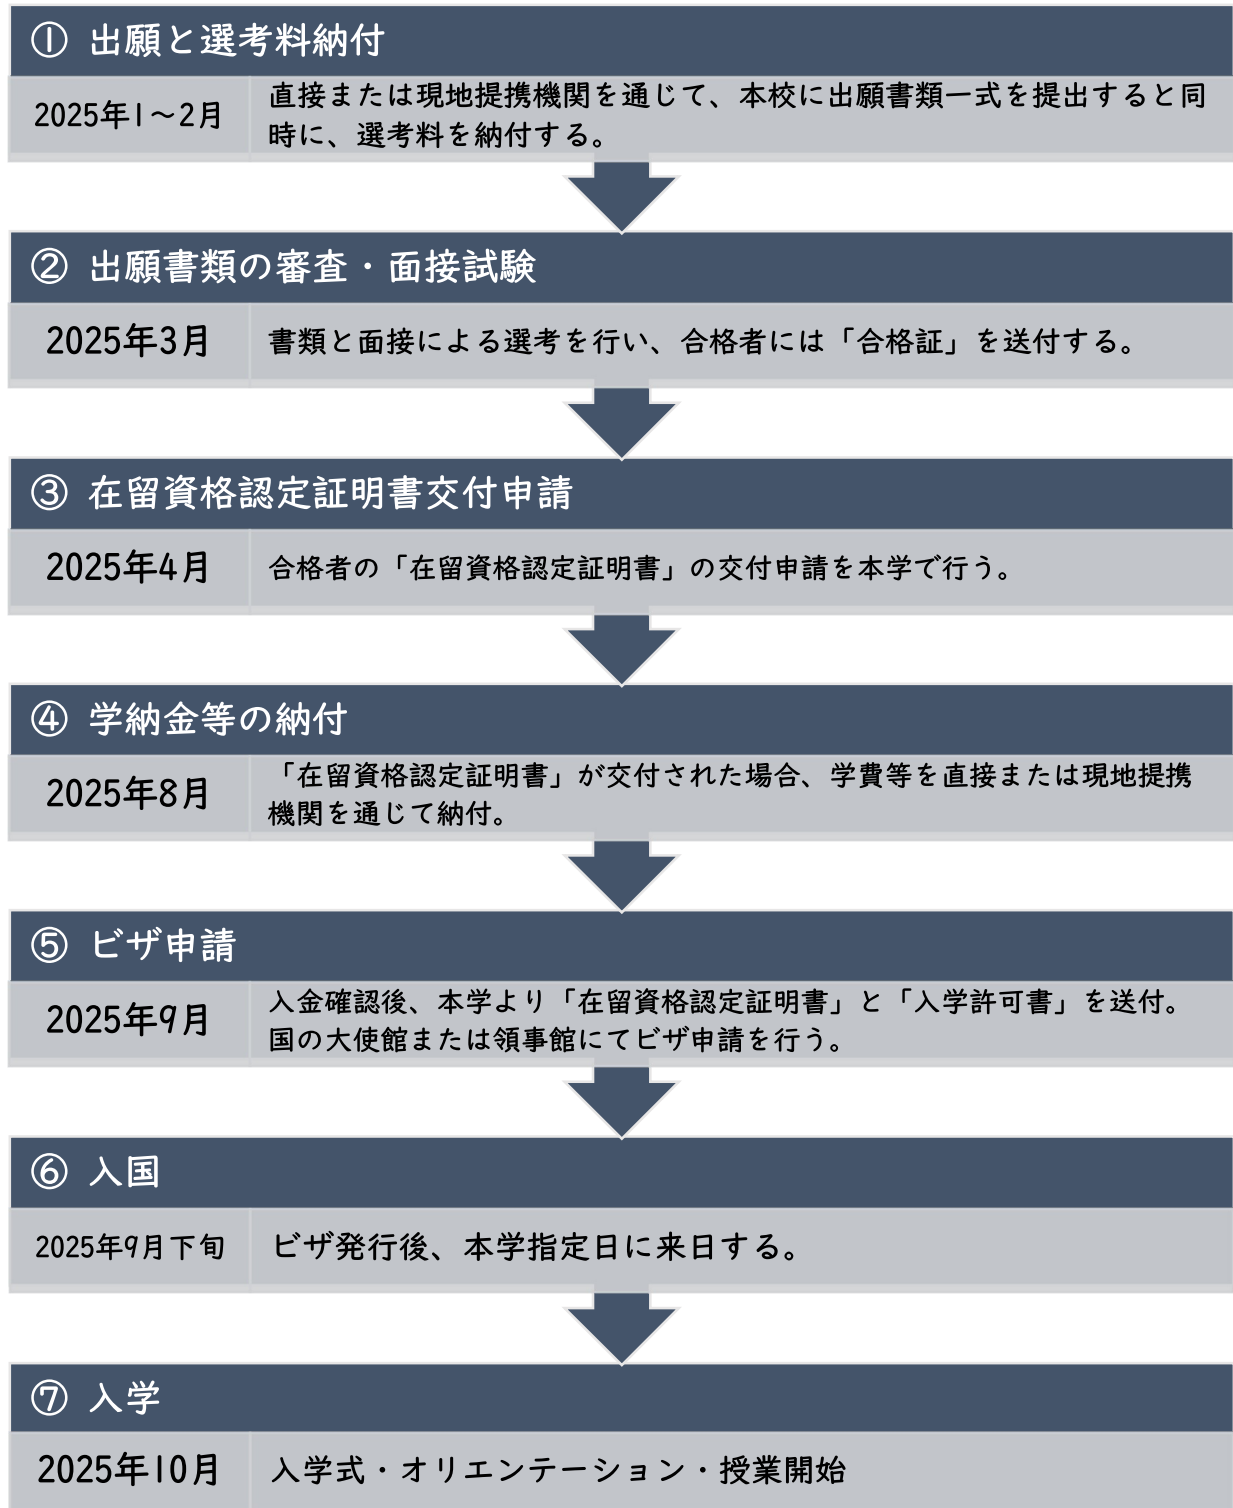 ① 出願と選考料納付
2025年1～2月
直接または現地提携機関を通じて、本校に出願書類一式を提出すると同
時に、選考料を納付する。
② 出願書類の審査・面接試験
2025年3月
書類と面接による選考を行い、合格者には「合格証」を送付する。
③ 在留資格認定証明書交付申請
2025年4月
合格者の「在留資格認定証明書」の交付申請を本学で行う。
④ 学納金等の納付
2025年8月
「在留資格認定証明書」が交付された場合、学費等を直接または現地提携
機関を通じて納付。
⑤ ビザ申請
2025年9月
入金確認後、本学より「在留資格認定証明書」と「入学許可書」を送付。
国の大使館または領事館にてビザ申請を行う。
⑥ 入国
2025年9月下旬
ビザ発行後、本学指定日に来日する。
⑦ 入学
2025年10月
入学式・オリエンテーション・授業開始